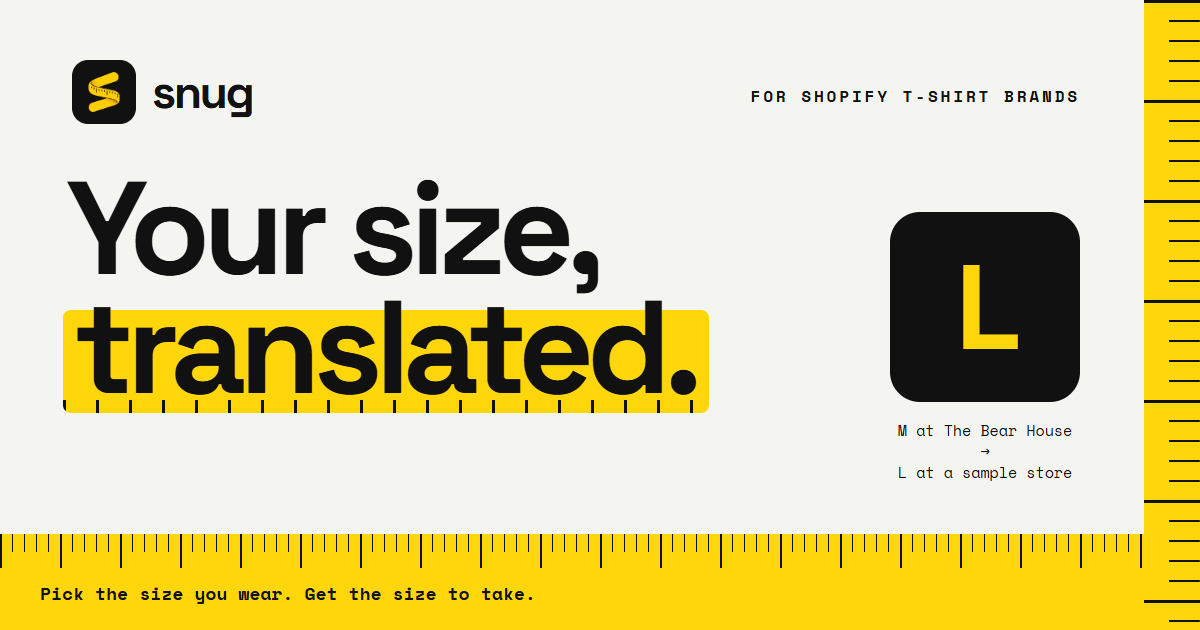 snug
FOR SHOPIFY T-SHIRT BRANDS
Your size,
translated.
L
M at The Bear House
→
L at a sample store
Pick the size you wear. Get the size to take.